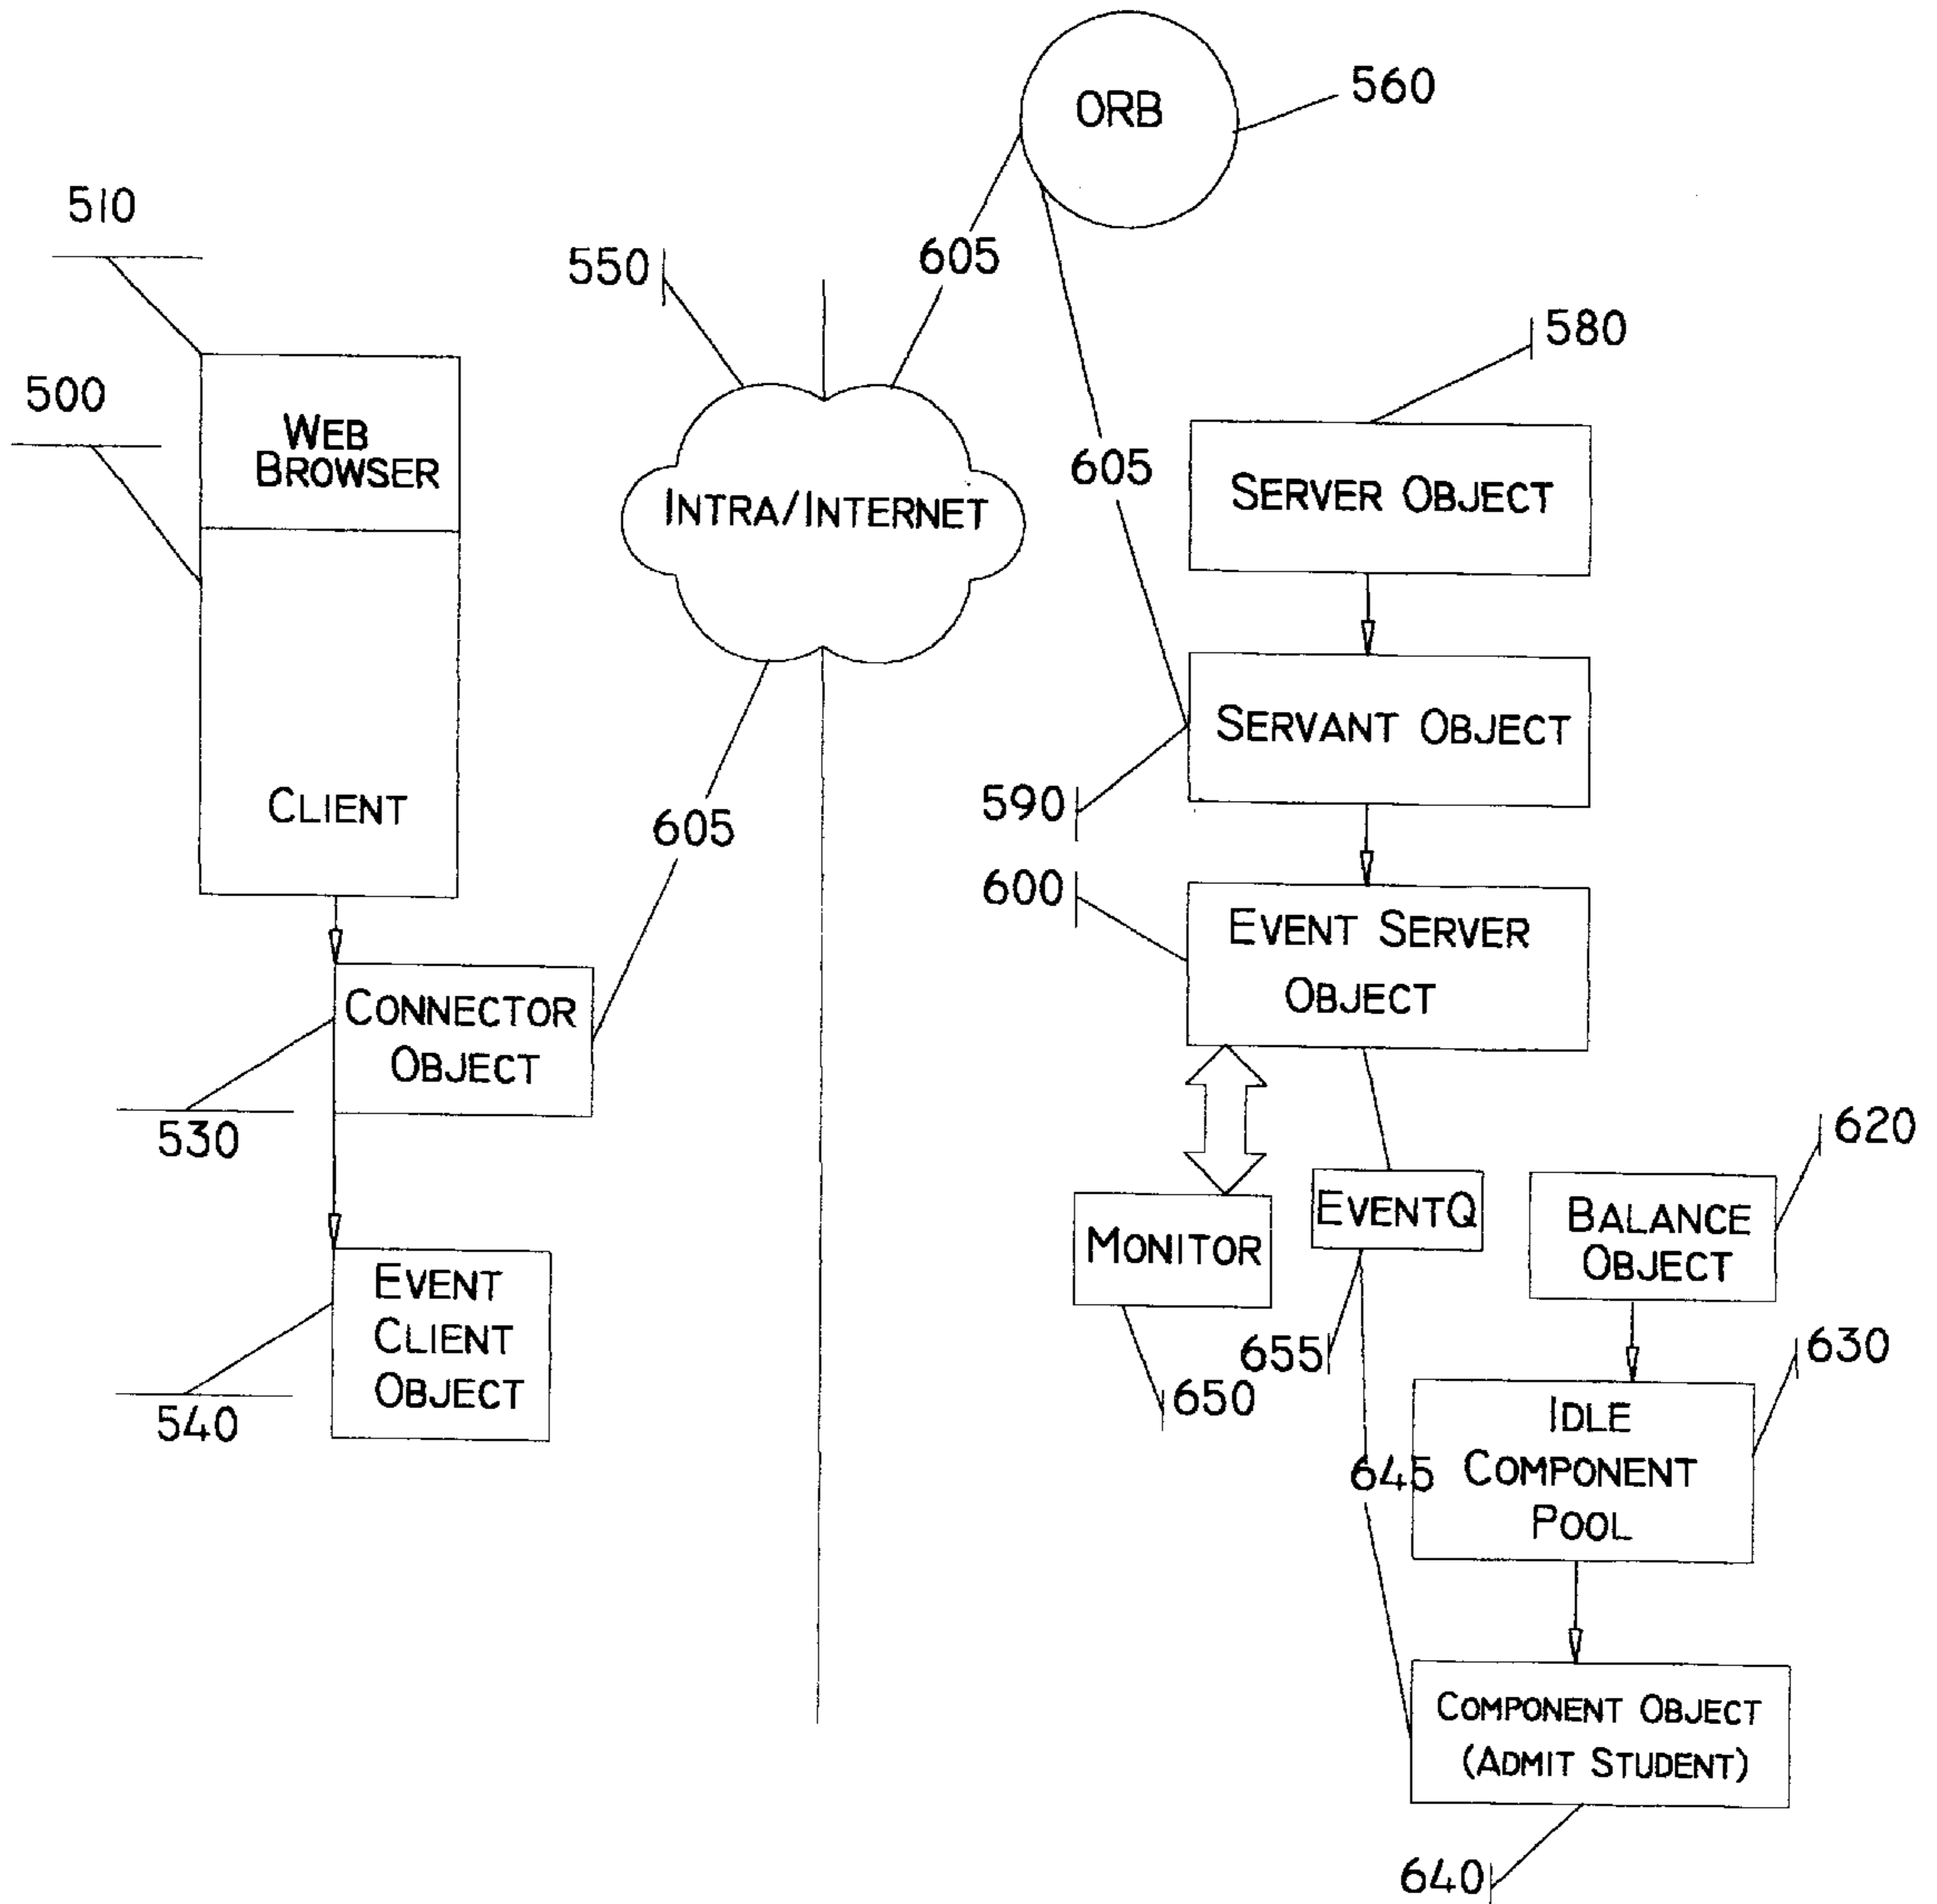 ORB
560
510
550
605
580
500
WEB
BROWSER
INTRA/INTERNET
605
SERVER OBJECT
SERVANT OBJECT
CLIENT
605
590
600
EVENT SERVER
OBJECT
CONNECTOR
OBJECT
530
620
EVENTQ
BALANCE
OBJECT
MONITOR
EVENT
CLIENT
OBJECT
540
655
650
630
IDLE
COMPONENT
POOL
645
COMPONENT OBJECT
(ADMIT STUDENT)
640